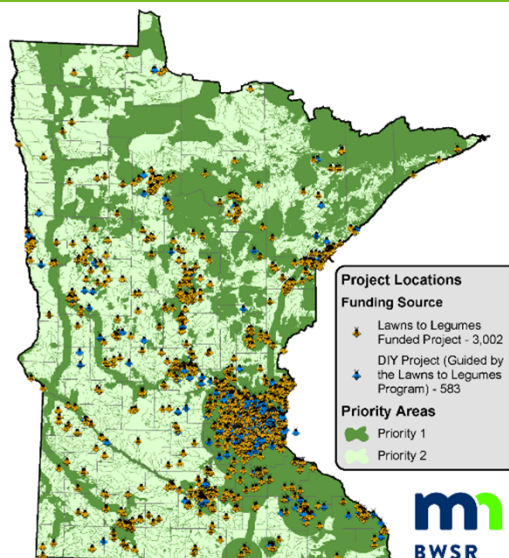 Project Locations
Funding Source
Lawns to Legumes
Funded Project - 3,002
DIY Project (Guided by
the Lawns to Legumes
Program) - 583
Priority Areas
Priority 1
Priority 2
mn
BWSR